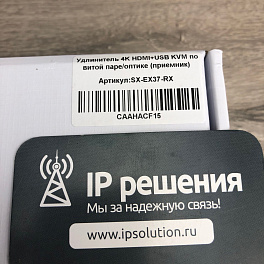 Удлинитель 4K HDMI+USB KVM по
витой паре/оптике (приемник)
Артикул:SX-EX37-RX
CAAHACF15
IP решения
Мы за надежную связь!
www.ipsolution.ru